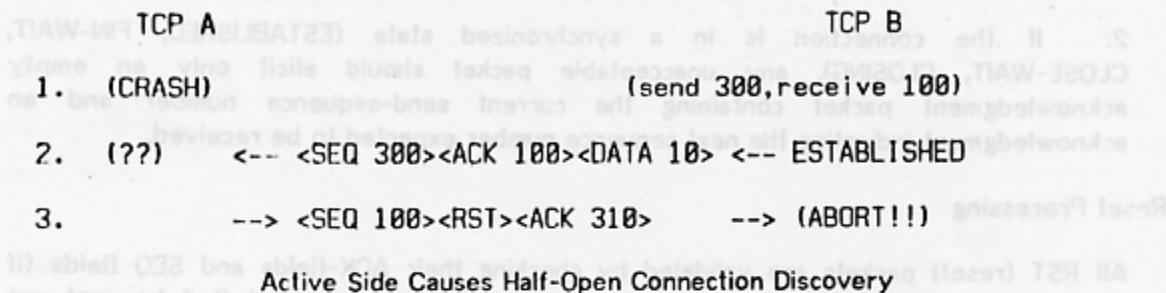 TCP A TCP B
1. (CRASH) (send 300,receive 100)
2. (??) <-- <SEQ 300><ACK 100><DATA 10> <-- ESTABLISHED
3. --> <SEQ 100><RST><ACK 310> --> (ABORT!!)
Active Side Causes Half-Open Connection Discovery